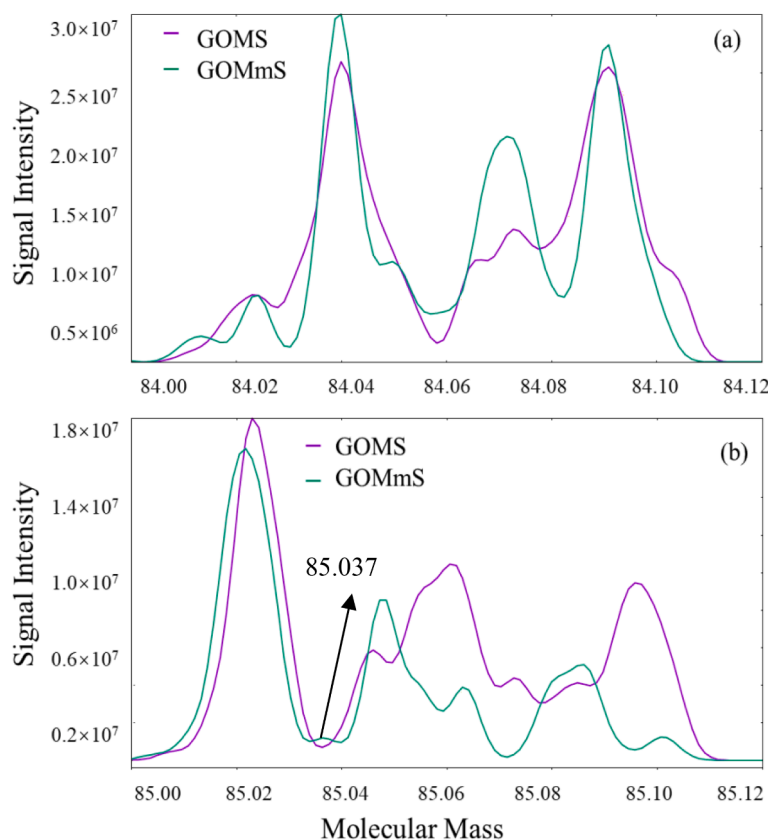 3.0×10⁷
2.5×10⁷
2.0×10⁷
1.5×10⁷
1.0×10⁷
0.5×10⁶
Signal Intensity
GOMS
GOMmS
(a)
84.00 84.02 84.04 84.06 84.08 84.10 84.12
1.8×10⁷
1.4×10⁷
1.0×10⁷
0.6×10⁷
0.2×10⁷
Signal Intensity
GOMS
GOMmS
(b)
85.037
85.00 85.02 85.04 85.06 85.08 85.10 85.12
Molecular Mass